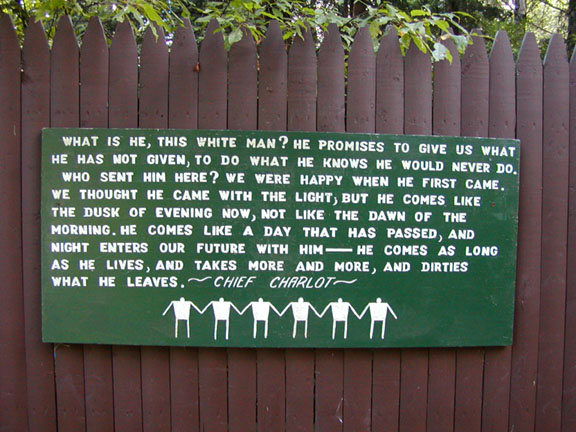 WHAT IS HE, THIS WHITE MAN? HE PROMISES TO GIVE US WHAT
HE HAS NOT GIVEN, TO DO WHAT HE KNOWS HE WOULD NEVER DO.
WHO SENT HIM HERE? WE WERE HAPPY WHEN HE FIRST CAME.
WE THOUGHT HE CAME WITH THE LIGHT, BUT HE COMES LIKE
THE DUSK OF EVENING NOW, NOT LIKE THE DAWN OF THE
MORNING. HE COMES LIKE A DAY THAT HAS PASSED, AND
NIGHT ENTERS OUR FUTURE WITH HIM — HE COMES AS LONG
AS HE LIVES, AND TAKES MORE AND MORE, AND DIRTIES
WHAT HE LEAVES. ~ CHIEF CHARLOT ~